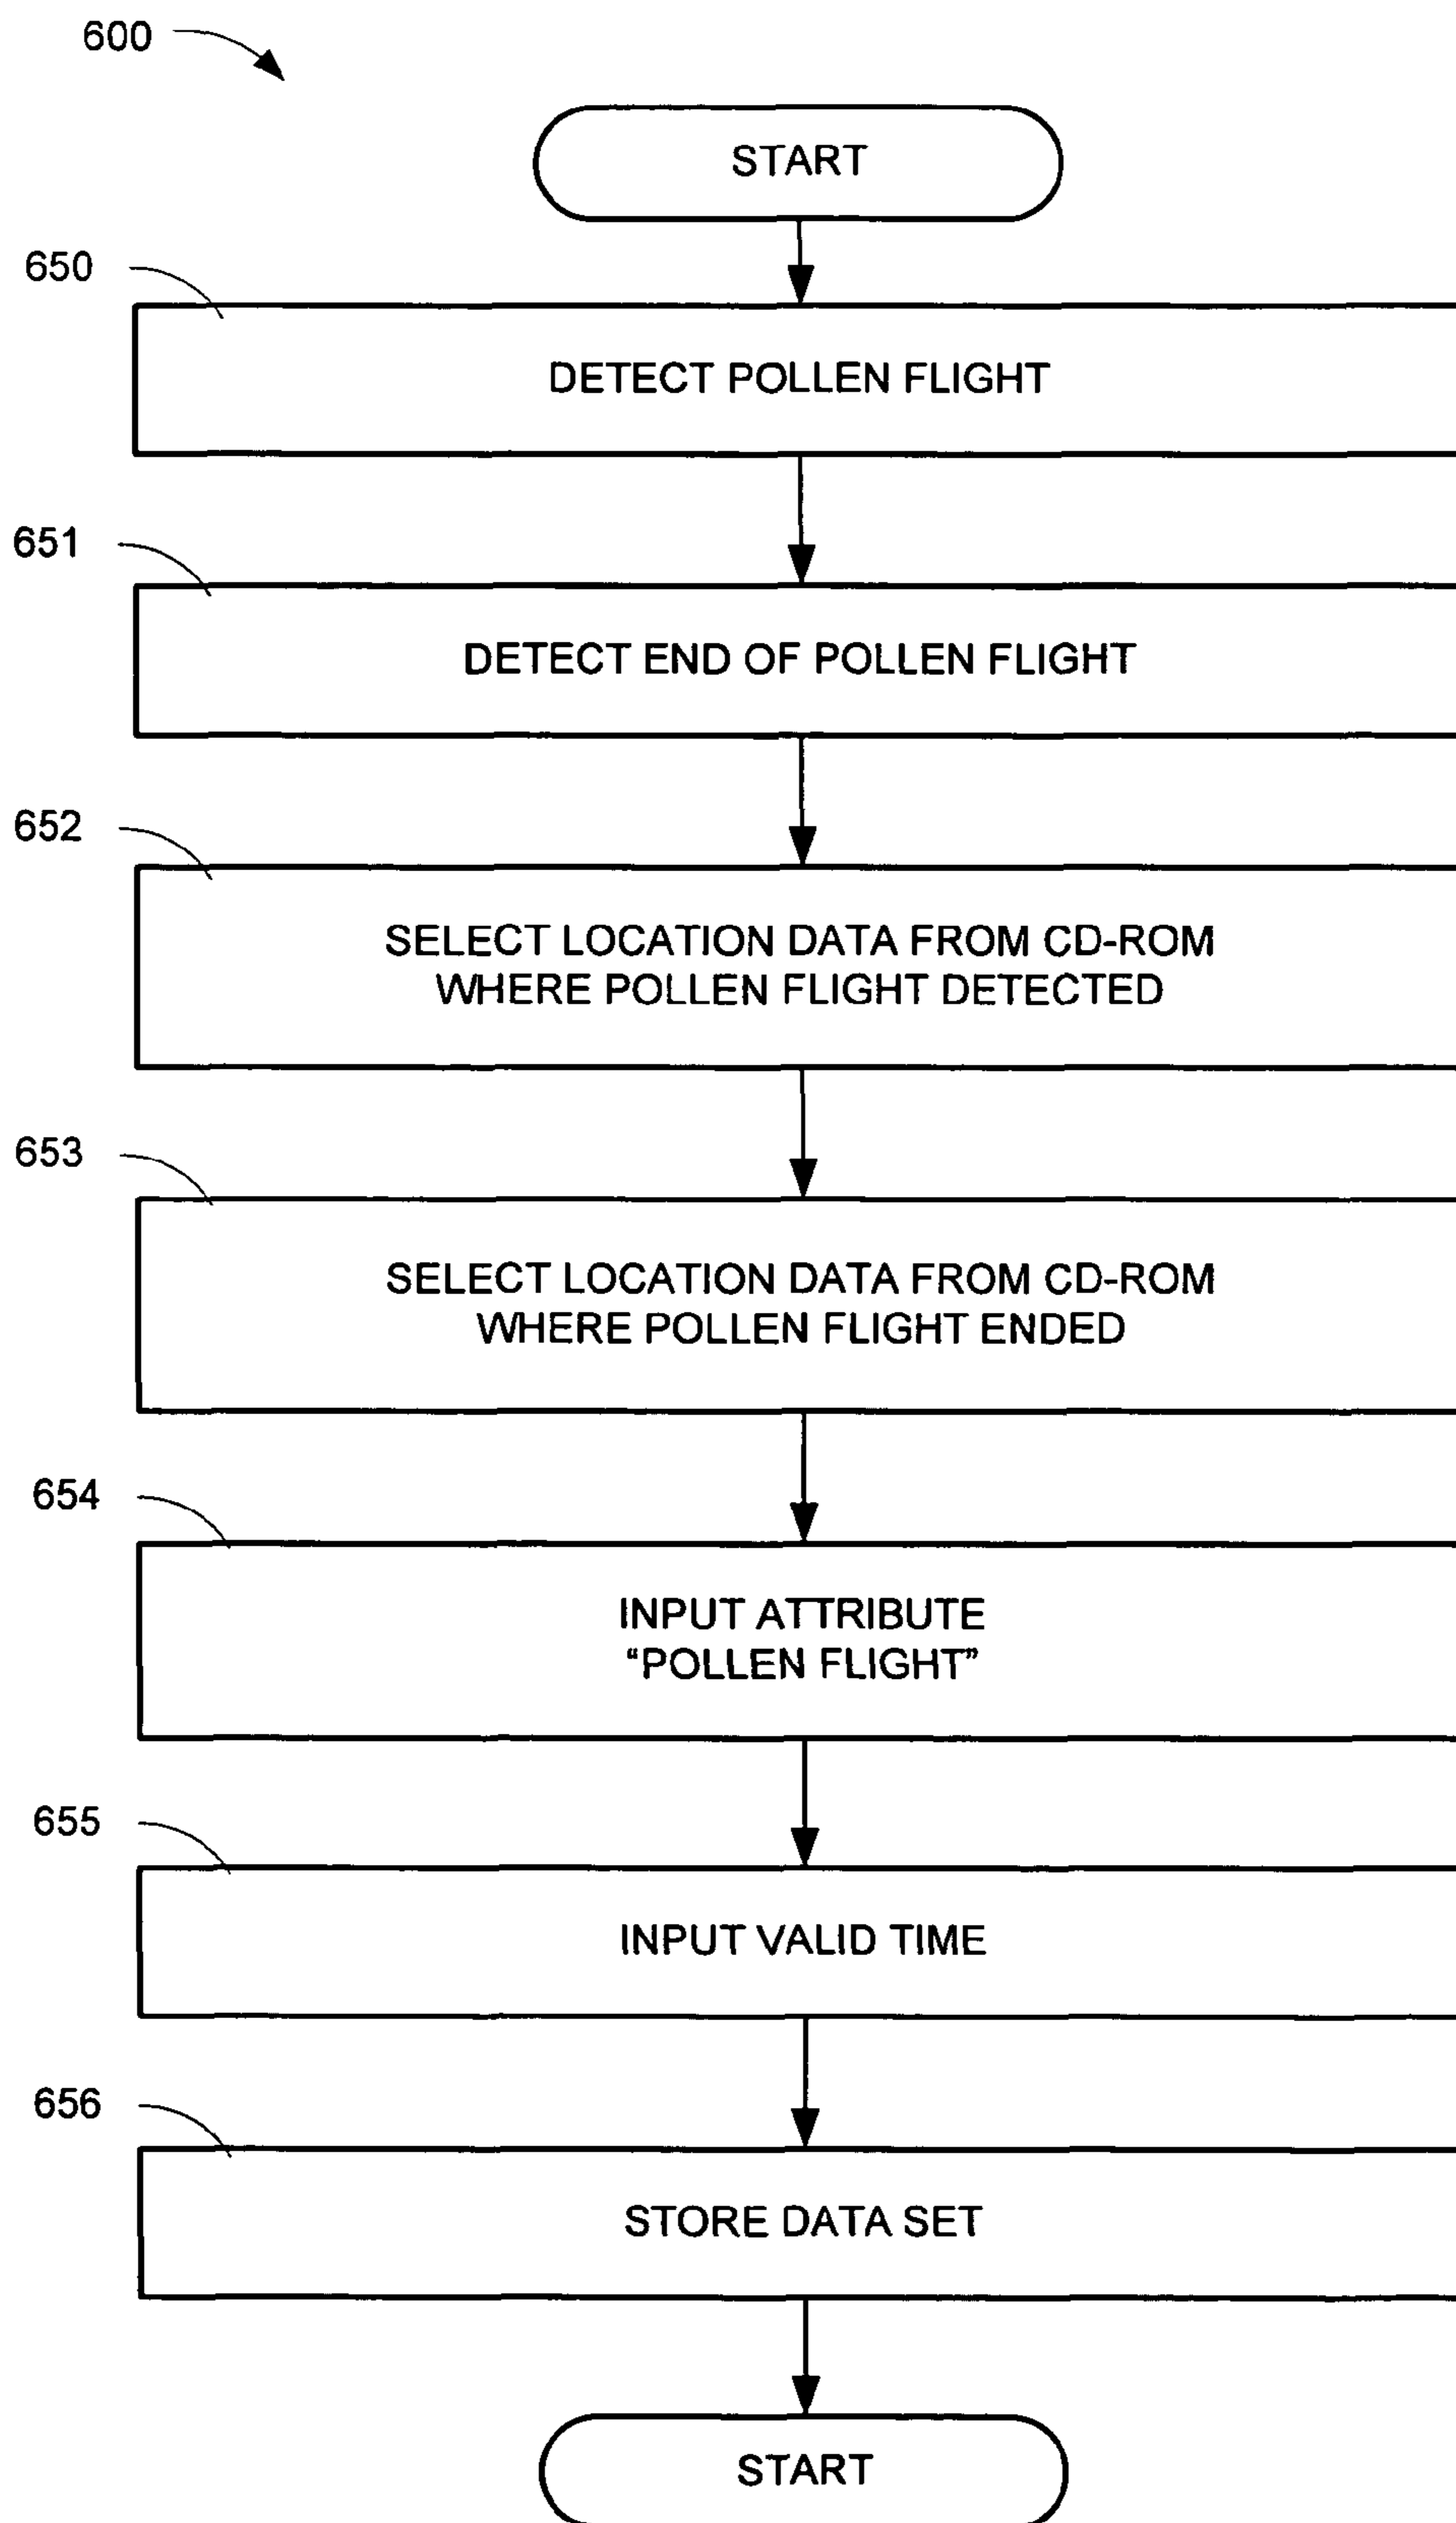 600
START
650
DETECT POLLEN FLIGHT
651
DETECT END OF POLLEN FLIGHT
652
SELECT LOCATION DATA FROM CD-ROM
WHERE POLLEN FLIGHT DETECTED
653
SELECT LOCATION DATA FROM CD-ROM
WHERE POLLEN FLIGHT ENDED
654
INPUT ATTRIBUTE
“POLLEN FLIGHT”
655
INPUT VALID TIME
656
STORE DATA SET
START